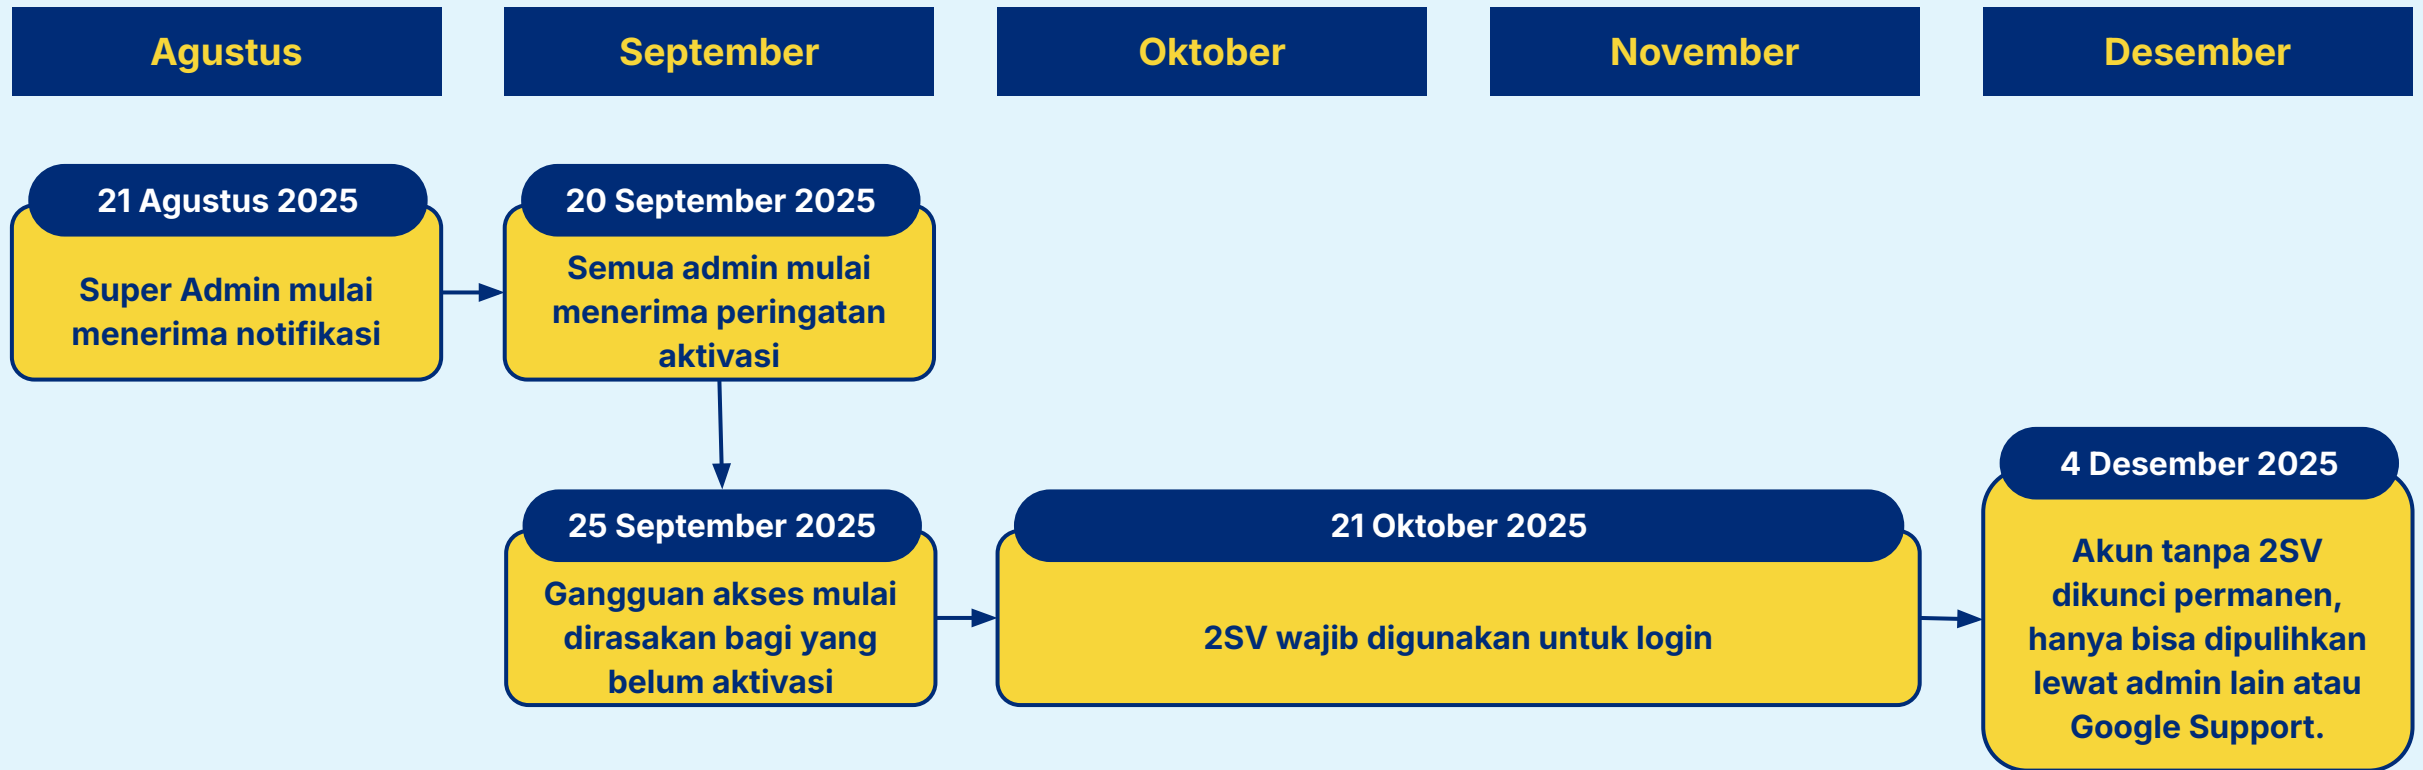 Agustus
September
Oktober
November
Desember
21 Agustus 2025
Super Admin mulai
menerima notifikasi
20 September 2025
Semua admin mulai
menerima peringatan
aktivasi
25 September 2025
Gangguan akses mulai
dirasakan bagi yang
belum aktivasi
21 Oktober 2025
2SV wajib digunakan untuk login
4 Desember 2025
Akun tanpa 2SV
dikunci permanen,
hanya bisa dipulihkan
lewat admin lain atau
Google Support.